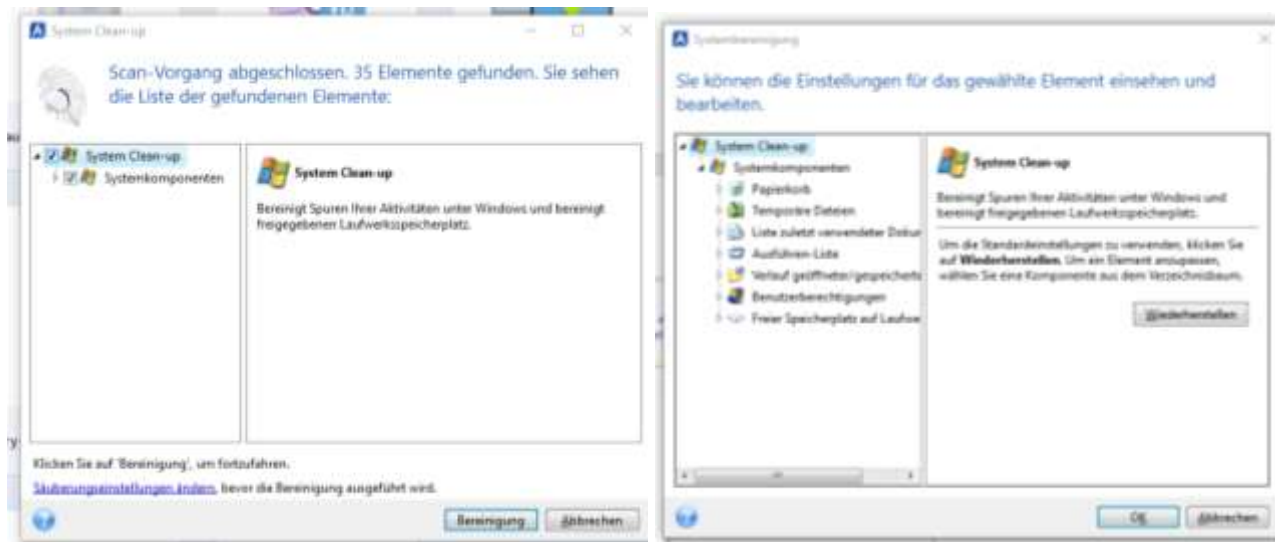 System Clean-up
Scan-Vorgang abgeschlossen. 35 Elemente gefunden. Sie sehen
die Liste der gefundenen Elemente:
System Clean-up
Systemkomponenten
System Clean-up
Bereinigt Spuren Ihrer Aktivitäten unter Windows und bereinigt
freigegebenen Laufwerksspeicherplatz.
Klicken Sie auf 'Bereinigung', um fortzufahren.
Säuberungseinstellungen ändern, bevor die Bereinigung ausgeführt wird.
Bereinigung
Abbrechen
Systembereinigung
Sie können die Einstellungen für das gewählte Element einsehen und
bearbeiten.
System Clean-up
Systemkomponenten
Papierkorb
Temporäre Dateien
Liste zuletzt verwendeter Dokur
Ausführen-Liste
Verlauf geöffneter/gespeicherte
Benutzerberechtigungen
Freier Speicherplatz auf Laufwe
System Clean-up
Bereinigt Spuren Ihrer Aktivitäten unter Windows und
bereinigt freigegebenen Laufwerksspeicherplatz.
Um die Standardeinstellungen zu verwenden, klicken Sie
auf Wiederherstellen. Um ein Element anzupassen,
wählen Sie eine Komponente aus dem Verzeichnisbaum.
Wiederherstellen
OK
Abbrechen